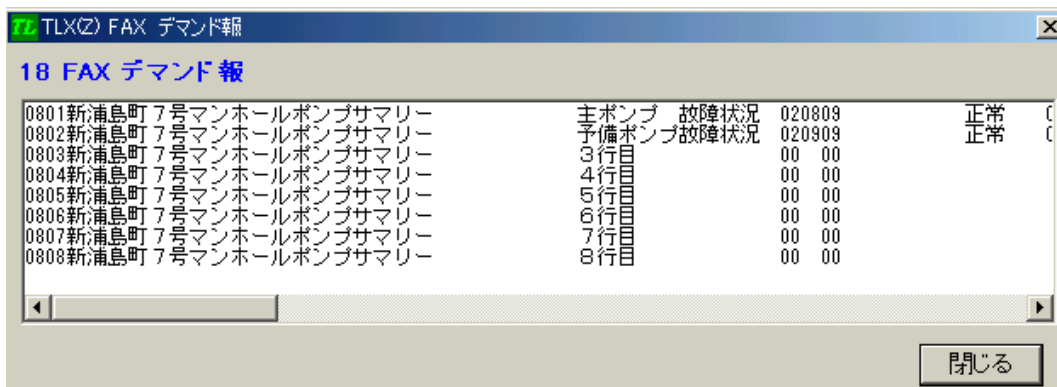 TL TLX(Z) FAX デマンド報
18 FAX デマンド報
0801新浦島町７号マンホールポンプサマリー 主ポンプ 故障状況 020809 正常
0802新浦島町７号マンホールポンプサマリー 予備ポンプ故障状況 020909 正常
0803新浦島町７号マンホールポンプサマリー ３行目 00 00
0804新浦島町７号マンホールポンプサマリー ４行目 00 00
0805新浦島町７号マンホールポンプサマリー ５行目 00 00
0806新浦島町７号マンホールポンプサマリー ６行目 00 00
0807新浦島町７号マンホールポンプサマリー ７行目 00 00
0808新浦島町７号マンホールポンプサマリー ８行目 00 00
閉じる